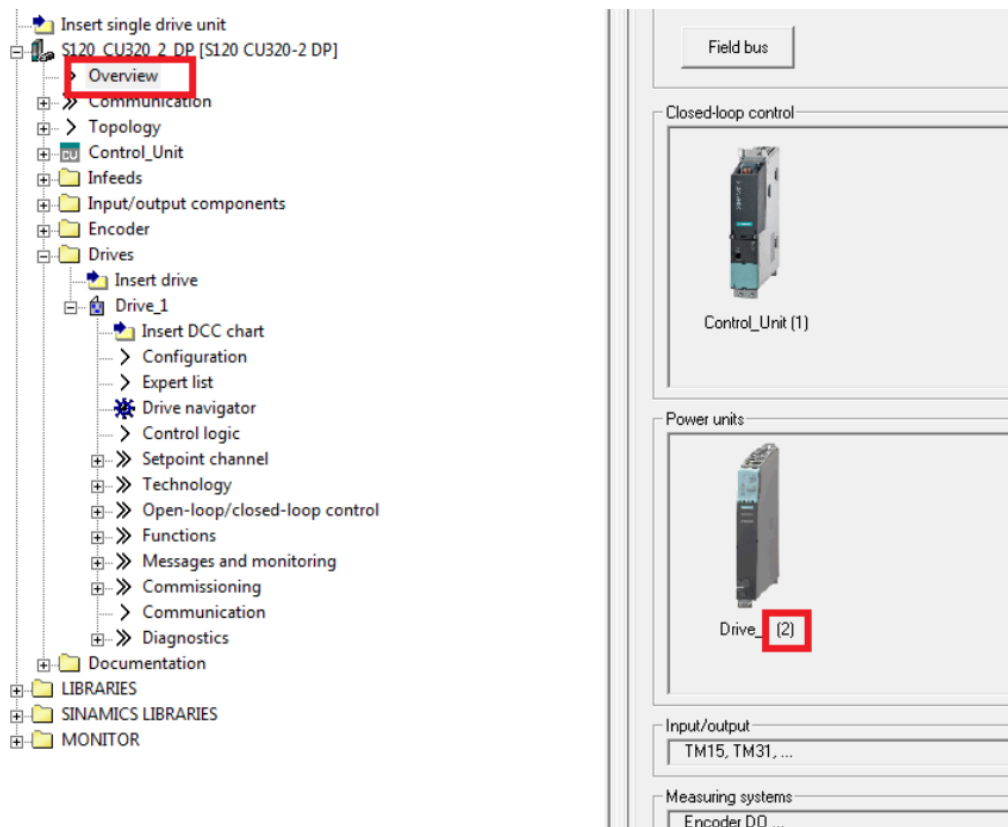 Insert single drive unit
S120_CU320_2_DP [S120 CU320-2 DP]
Overview
Communication
Topology
Control_Unit
Infeeds
Input/output components
Encoder
Drives
Insert drive
Drive_1
Insert DCC chart
Configuration
Expert list
Drive navigator
Control logic
Setpoint channel
Technology
Open-loop/closed-loop control
Functions
Messages and monitoring
Commissioning
Communication
Diagnostics
Documentation
LIBRARIES
SINAMICS LIBRARIES
MONITOR
Field bus
Closed-loop control
Control_Unit (1)
Power units
Drive_ (2)
Input/output
TM15, TM31, ...
Measuring systems
Encoder DO ...